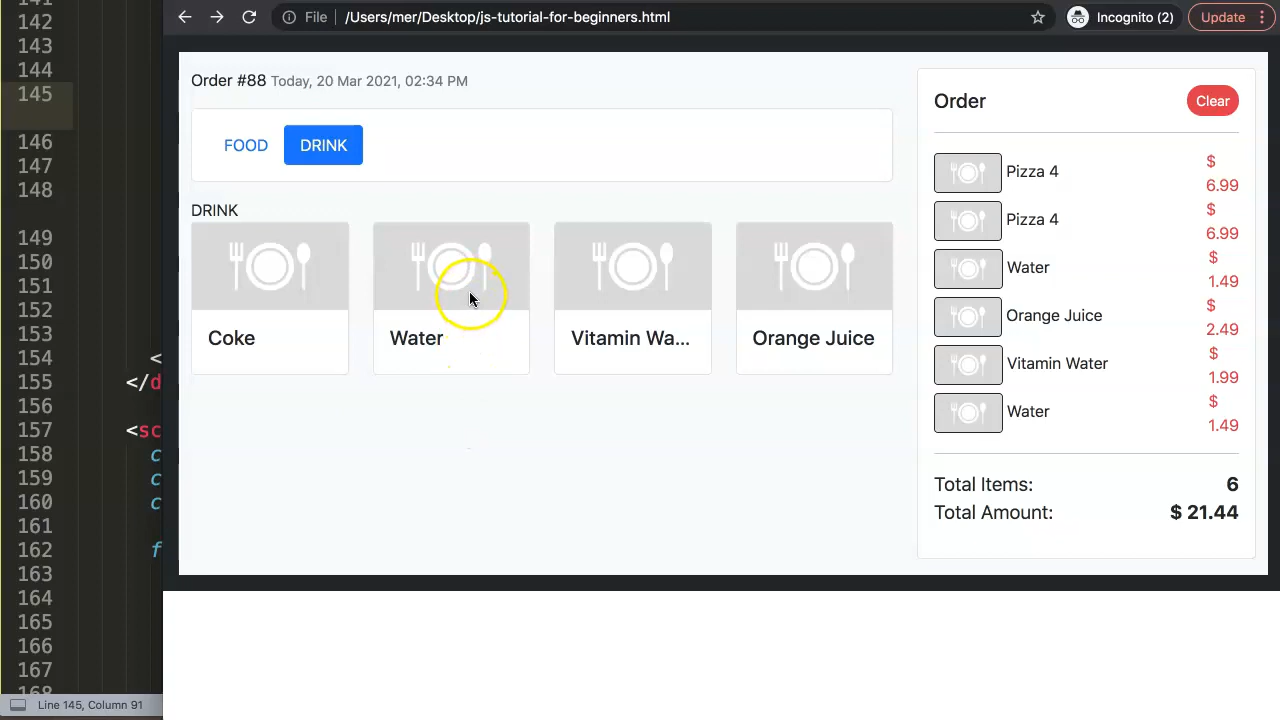 141
142
143
144
145
146
147
148
149
150
151
152
153
154 <
155 </d
156
157 <sc
158 c
159 c
160 c
161
162 f
163
164
165
166
167
168
Line 145, Column 91
File /Users/mer/Desktop/js-tutorial-for-beginners.html Incognito (2) Update
Order #88 Today, 20 Mar 2021, 02:34 PM
FOOD DRINK
DRINK
Coke Water Vitamin Wa... Orange Juice
Order Clear
Pizza 4 $ 6.99
Pizza 4 $ 6.99
Water $ 1.49
Orange Juice $ 2.49
Vitamin Water $ 1.99
Water $ 1.49
Total Items: 6
Total Amount: $ 21.44